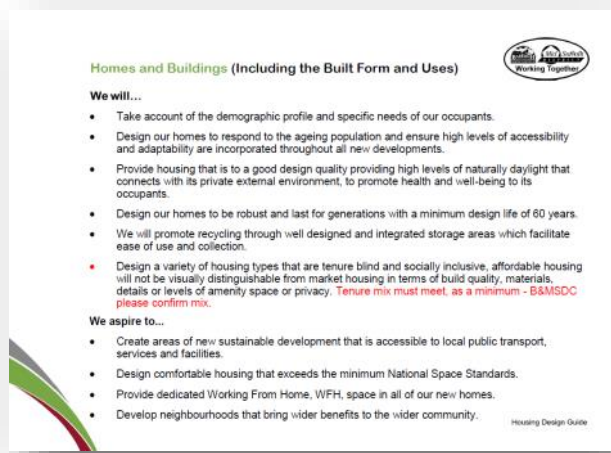 Homes and Buildings (Including the Built Form and Uses)
Mid Suffolk
Working Together
We will…
• Take account of the demographic profile and specific needs of our occupants.
• Design our homes to respond to the ageing population and ensure high levels of accessibility
and adaptability are incorporated throughout all new developments.
• Provide housing that is to a good design quality providing high levels of naturally daylight that
connects with its private external environment, to promote health and well-being to its
occupants.
• Design our homes to be robust and last for generations with a minimum design life of 60 years.
• We will promote recycling through well designed and integrated storage areas which facilitate
ease of use and collection.
• Design a variety of housing types that are tenure blind and socially inclusive, affordable housing
will not be visually distinguishable from market housing in terms of build quality, materials,
details or levels of amenity space or privacy. Tenure mix must meet, as a minimum - B&MSDC
please confirm mix.
We aspire to...
• Create areas of new sustainable development that is accessible to local public transport,
services and facilities.
• Design comfortable housing that exceeds the minimum National Space Standards.
• Provide dedicated Working From Home, WFH, space in all of our new homes.
• Develop neighbourhoods that bring wider benefits to the wider community.
Housing Design Guide